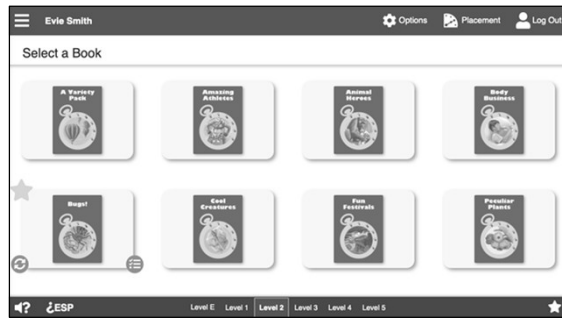 Evie Smith Options Placement Log Out
Select a Book
A Variety
Pack
Amazing
Athletes
Animal
Heroes
Body
Business
Bugs!
Cool
Creatures
Fun
Festivals
Peculiar
Plants
? ¿ESP Level E Level 1 Level 2 Level 3 Level 4 Level 5